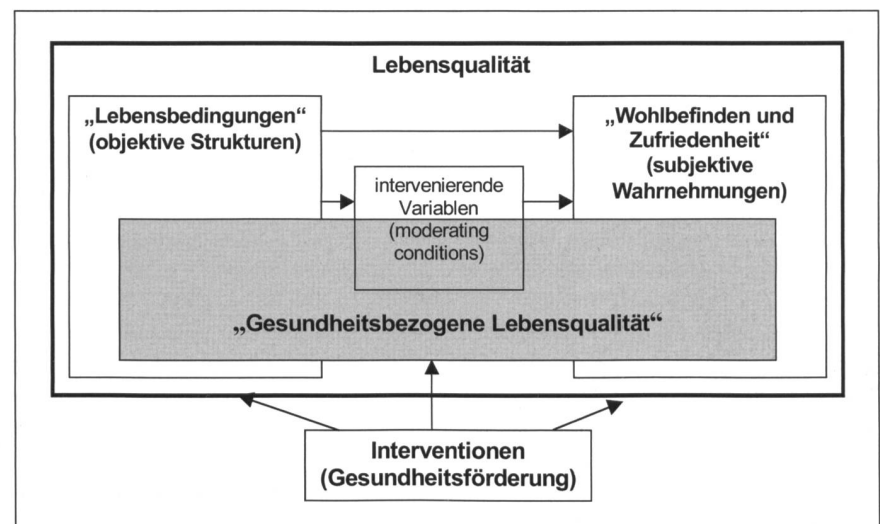 Lebensqualität
„Lebensbedingungen“
(objektive Strukturen)
„Wohlbefinden und
Zufriedenheit“
(subjektive
Wahrnehmungen)
intervenierende
Variablen
(moderating
conditions)
„Gesundheitsbezogene Lebensqualität“
Interventionen
(Gesundheitsförderung)